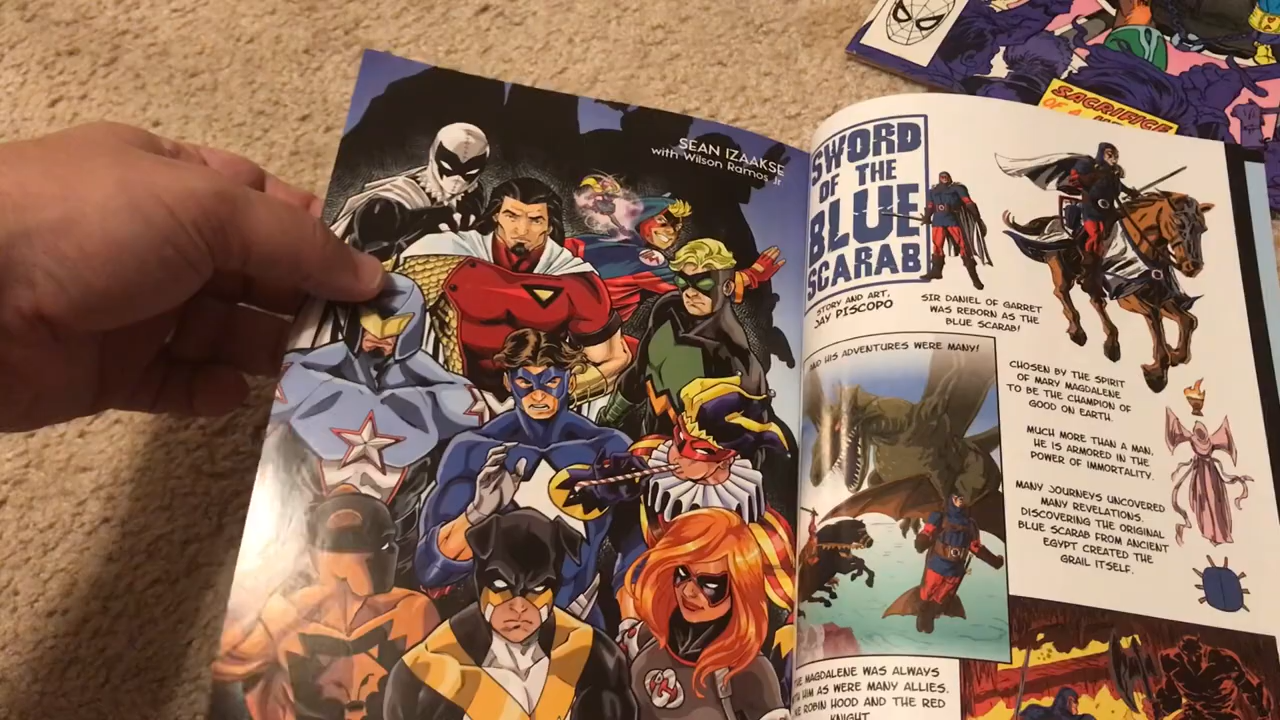 SEAN IZAAKSE
with Wilson Ramos Jr
SWORD
OF THE
BLUE
SCARAB
STORY AND ART,
JAY PISCOPO
SIR DANIEL OF GARRET
WAS REBORN AS THE
BLUE SCARAB!
AND HIS ADVENTURES WERE MANY!
CHOSEN BY THE SPIRIT
OF MARY MAGDALENE
TO BE THE CHAMPION OF
GOOD ON EARTH.
MUCH MORE THAN A MAN,
HE IS ARMORED IN THE
POWER OF IMMORTALITY.
MANY JOURNEYS UNCOVERED
MANY REVELATIONS.
DISCOVERING THE ORIGINAL
BLUE SCARAB FROM ANCIENT
EGYPT CREATED THE
GRAIL ITSELF.
MAGDALENE WAS ALWAYS
HIM AS WERE MANY ALLIES.
ROBIN HOOD AND THE RED
KNIGHT
SACRIFICE
OF A